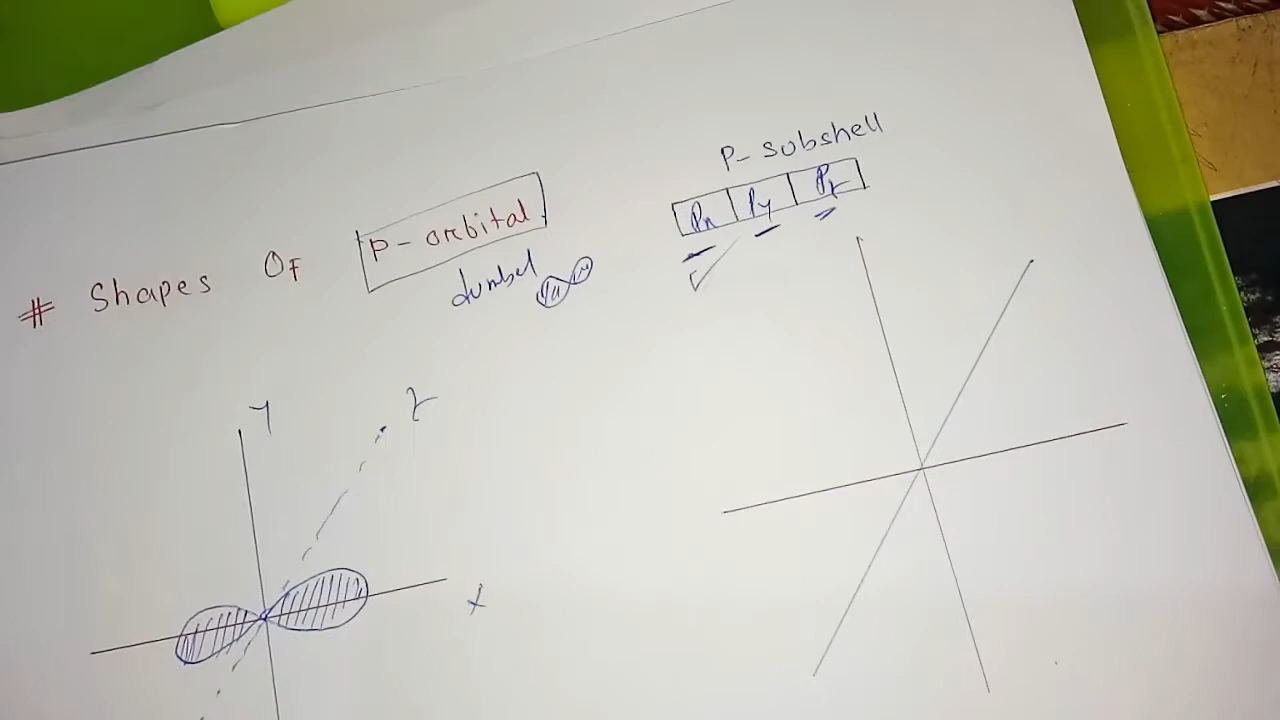 # Shapes Of P-orbital
dumbel
P- subshell
Px Py Pz
Y
Z
X